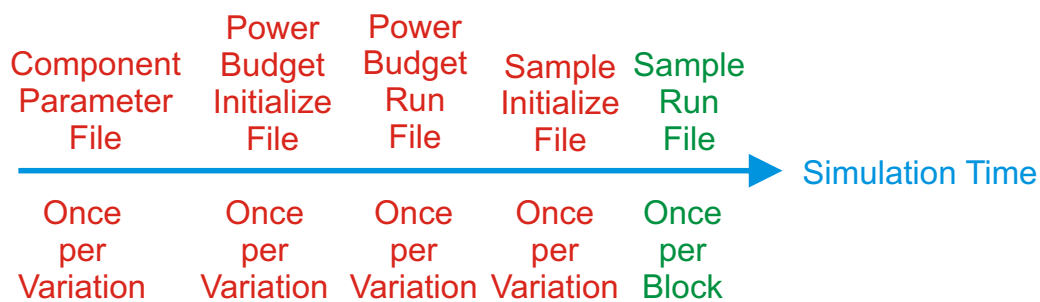 Component
Parameter
File
Power
Budget
Initialize
File
Power
Budget
Run
File
Sample
Initialize
File
Sample
Run
File
Simulation Time
Once
per
Variation
Once
per
Variation
Once
per
Variation
Once
per
Variation
Once
per
Block